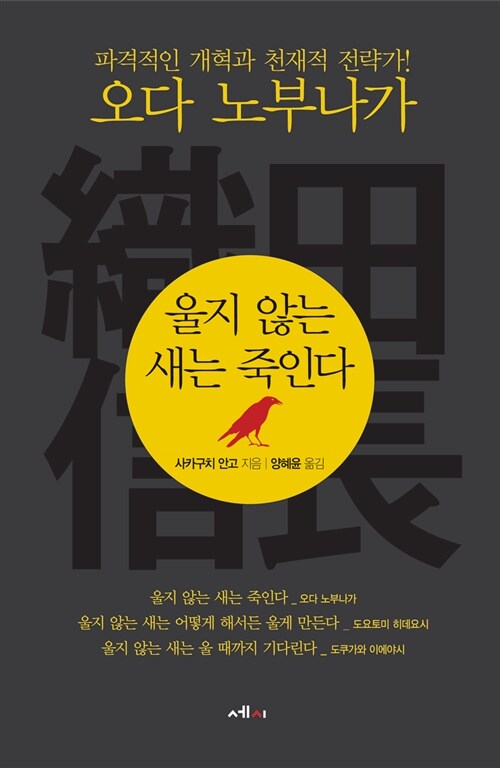 파격적인 개혁과 천재적 전략가!
오다 노부나가
織田
信長
울지 않는
새는 죽인다
사카구치 안고 지음 | 양혜윤 옮김
울지 않는 새는 죽인다 _ 오다 노부나가
울지 않는 새는 어떻게 해서든 울게 만든다 _ 도요토미 히데요시
울지 않는 새는 울 때까지 기다린다 _ 도쿠가와 이에야시
세시